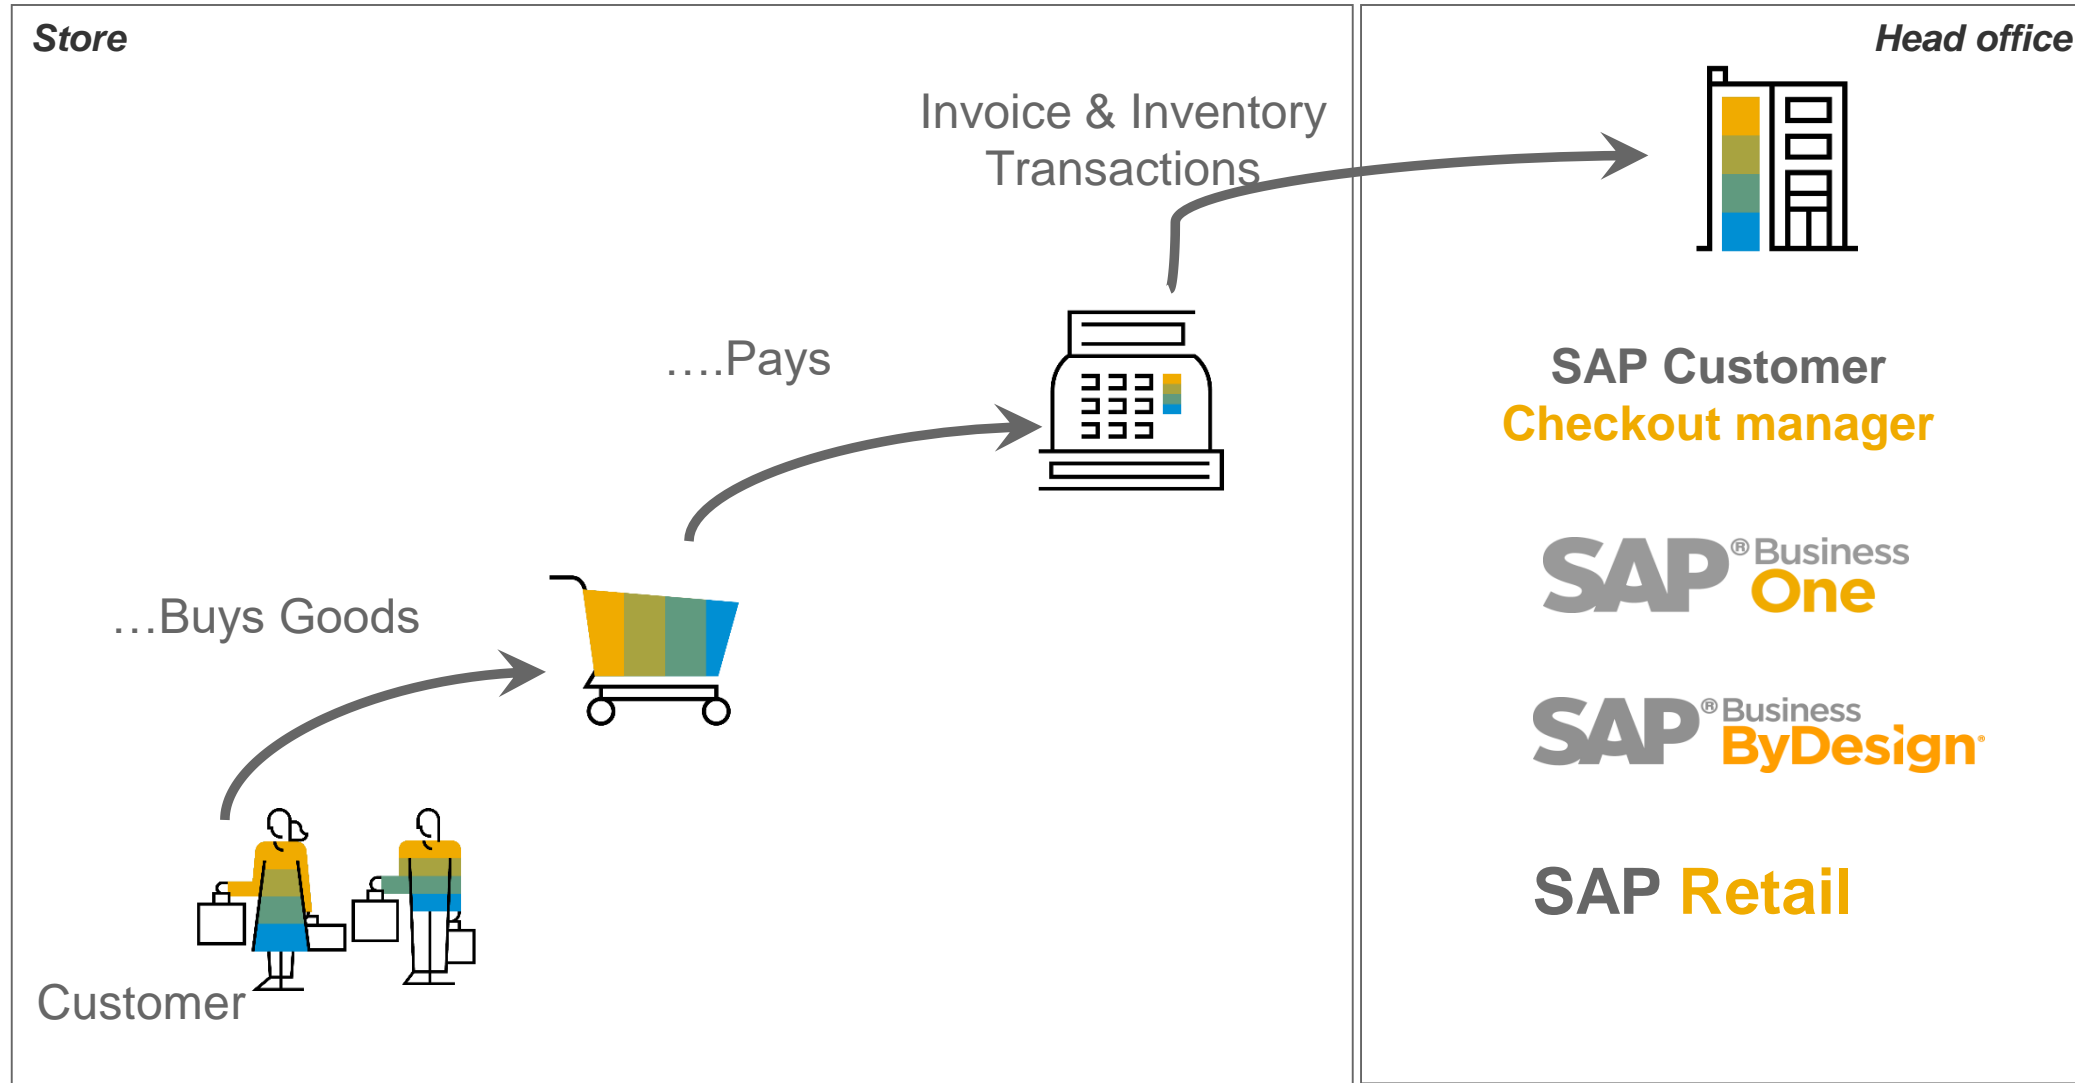 Store
Head office
Invoice & Inventory
Transactions
….Pays
…Buys Goods
Customer
SAP Customer
Checkout manager
SAP® Business
One
SAP® Business
ByDesign®
SAP Retail